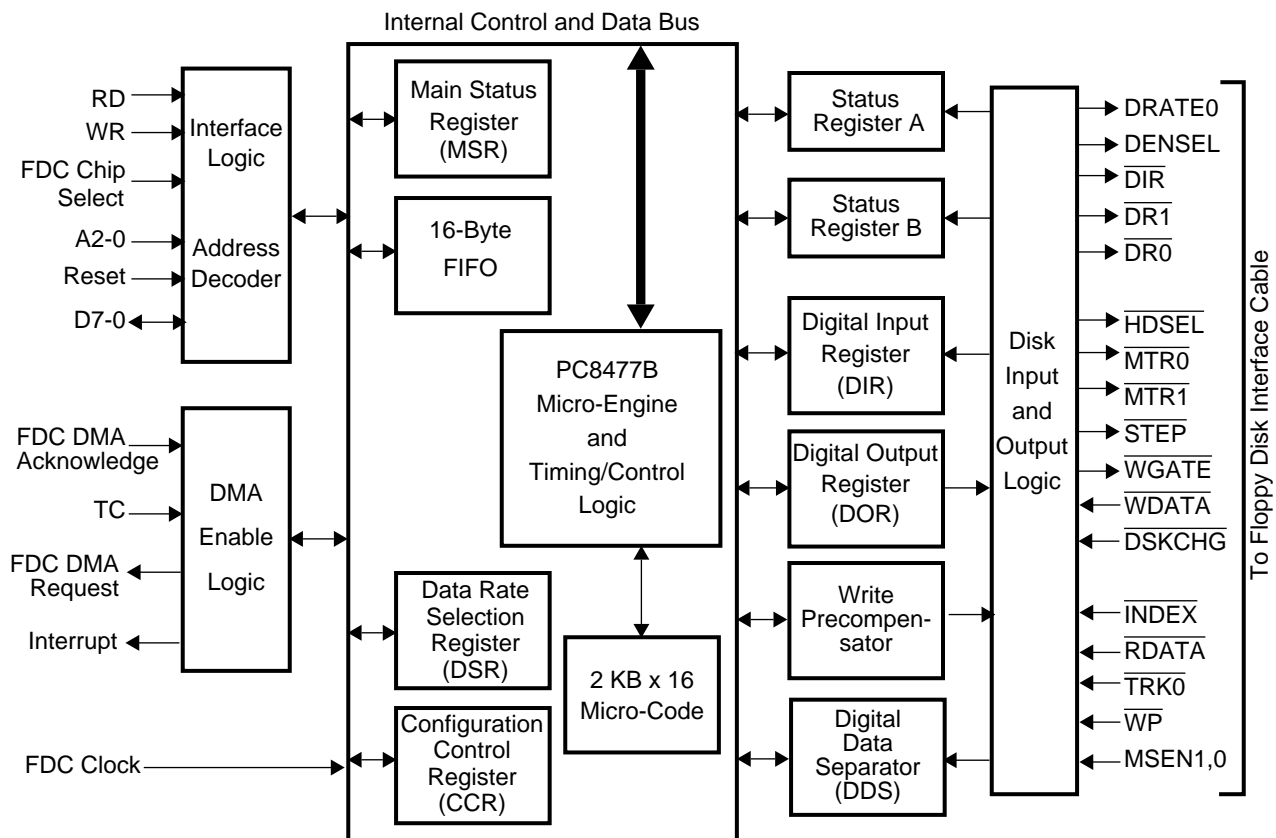 Internal Control and Data Bus
RD
WR
FDC Chip
Select
A2-0
Reset
D7-0
Interface
Logic
Address
Decoder
FDC DMA
Acknowledge
TC
FDC DMA
Request
Interrupt
DMA
Enable
Logic
FDC Clock
Main Status
Register
(MSR)
16-Byte
FIFO
PC8477B
Micro-Engine
and
Timing/Control
Logic
Data Rate
Selection
Register
(DSR)
2 KB x 16
Micro-Code
Configuration
Control
Register
(CCR)
Status
Register A
Status
Register B
Digital Input
Register
(DIR)
Digital Output
Register
(DOR)
Write
Precompen-
sator
Digital
Data
Separator
(DDS)
Disk
Input
and
Output
Logic
DRATE0
DENSEL
DIR
DR1
DR0
HDSEL
MTR0
MTR1
STEP
WGATE
WDATA
DSKCHG
INDEX
RDATA
TRK0
WP
MSEN1,0
To Floppy Disk Interface Cable